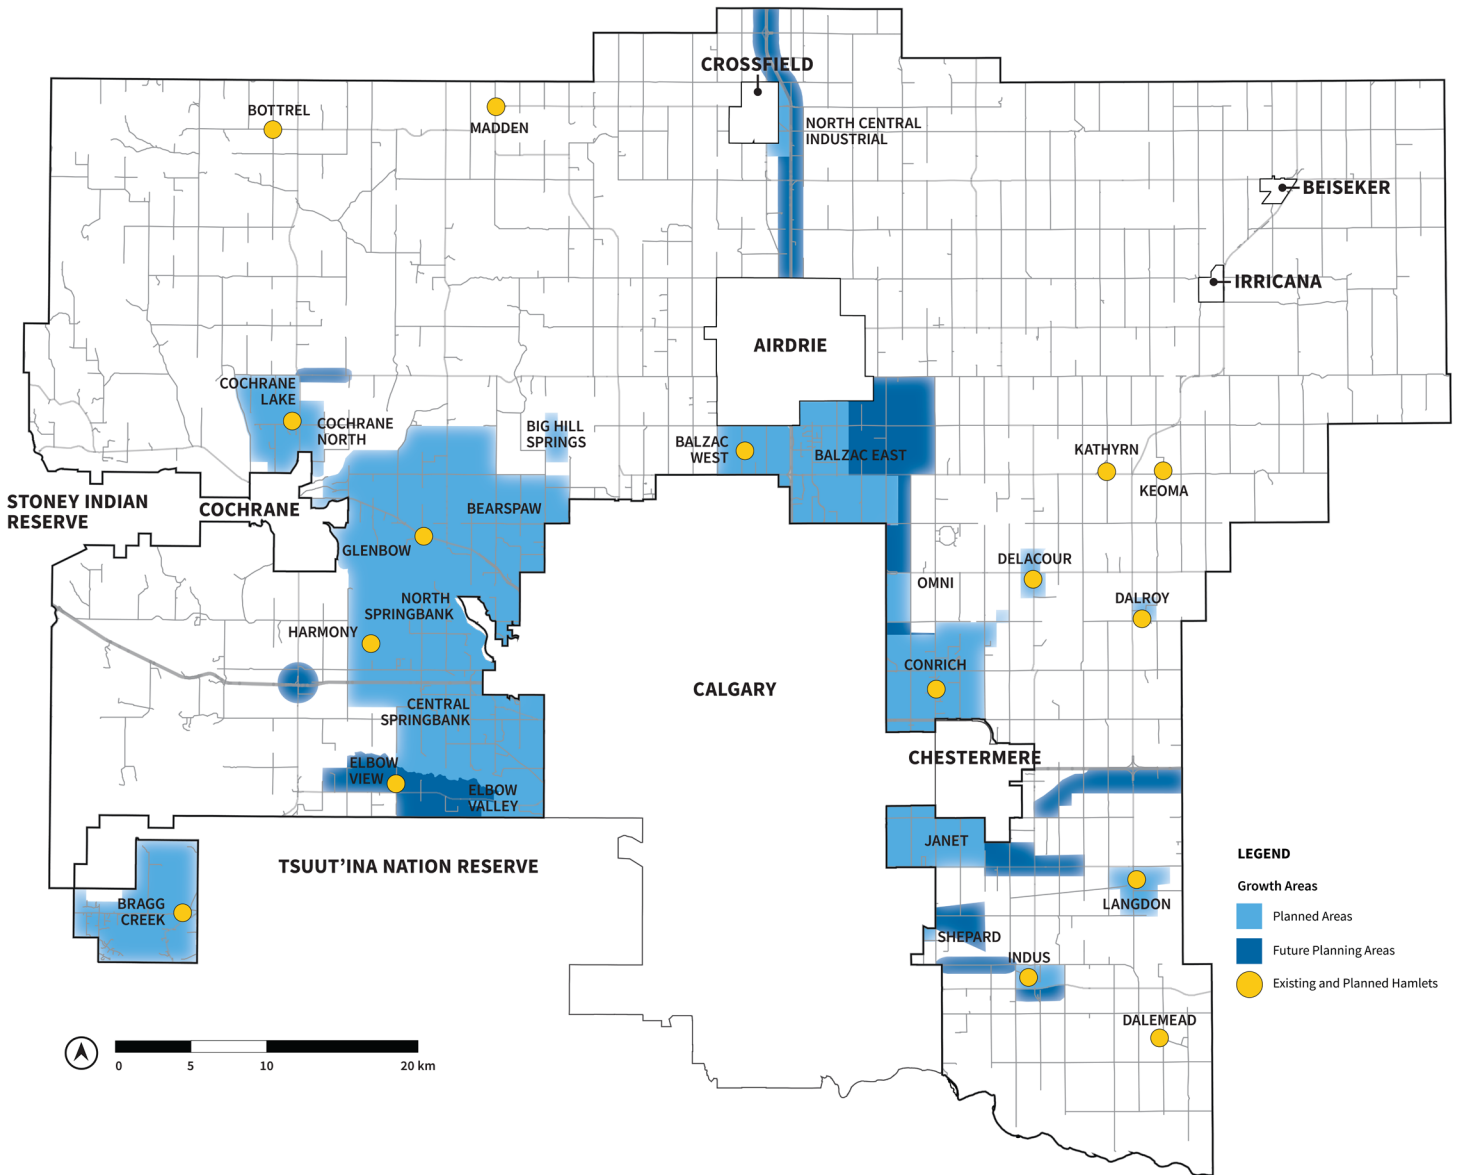 CROSSFIELD
BOTTREL
MADDEN
NORTH CENTRAL
INDUSTRIAL
BEISEKER
IRRICANA
AIRDRIE
COCHRANE
LAKE
COCHRANE
NORTH
BIG HILL
SPRINGS
BALZAC
WEST
BALZAC EAST
KATHYRN
KEOMA
STONEY INDIAN
RESERVE
COCHRANE
BEARSPAW
GLENBOW
DELACOUR
OMNI
NORTH
SPRINGBANK
DALROY
HARMONY
CONRICH
CALGARY
CENTRAL
SPRINGBANK
CHESTERMERE
ELBOW
VIEW
ELBOW
VALLEY
JANET
TSUUT’INA NATION RESERVE
BRAGG
CREEK
LANGDON
SHEPARD
INDUS
DALEMEAD
LEGEND
Growth Areas
Planned Areas
Future Planning Areas
Existing and Planned Hamlets
0 5 10 20 km